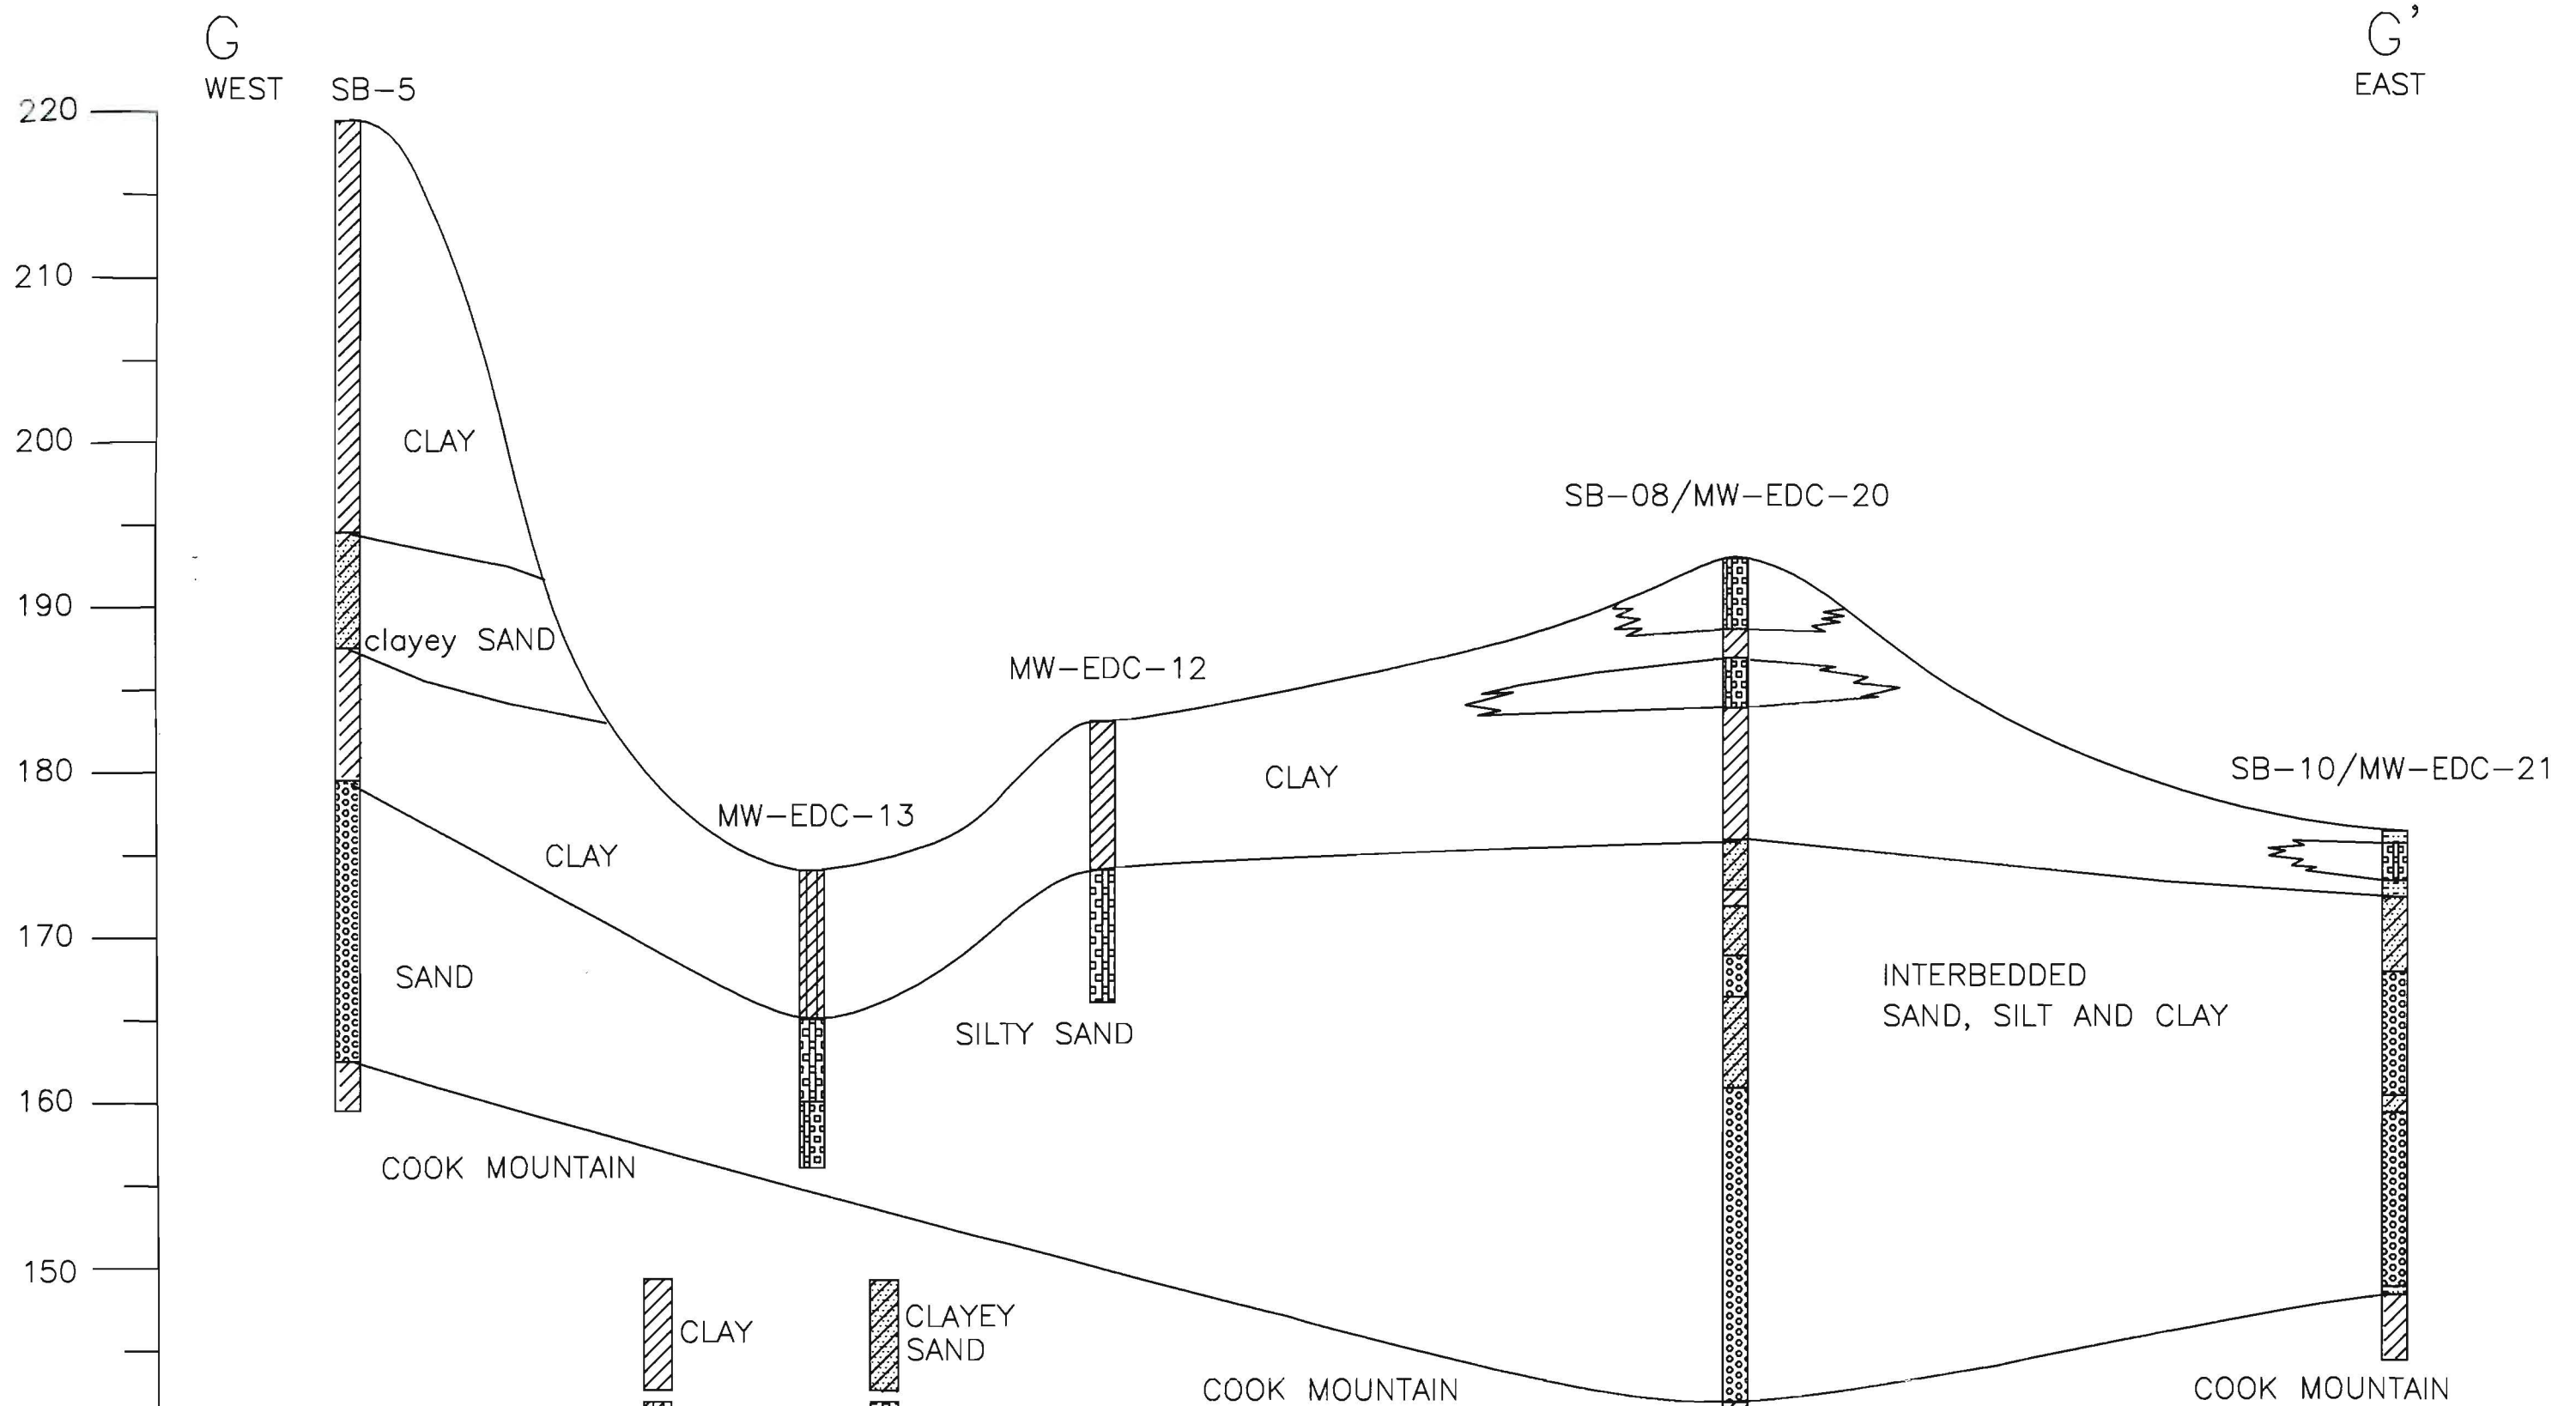 G
G'
WEST
SB-5
EAST
220
210
200
CLAY
SB-08/MW-EDC-20
190
clayey SAND
MW-EDC-12
180
CLAY
SB-10/MW-EDC-21
MW-EDC-13
CLAY
170
SAND
INTERBEDDED
SAND, SILT AND CLAY
SILTY SAND
160
COOK MOUNTAIN
150
CLAY
CLAYEY
SAND
COOK MOUNTAIN
COOK MOUNTAIN